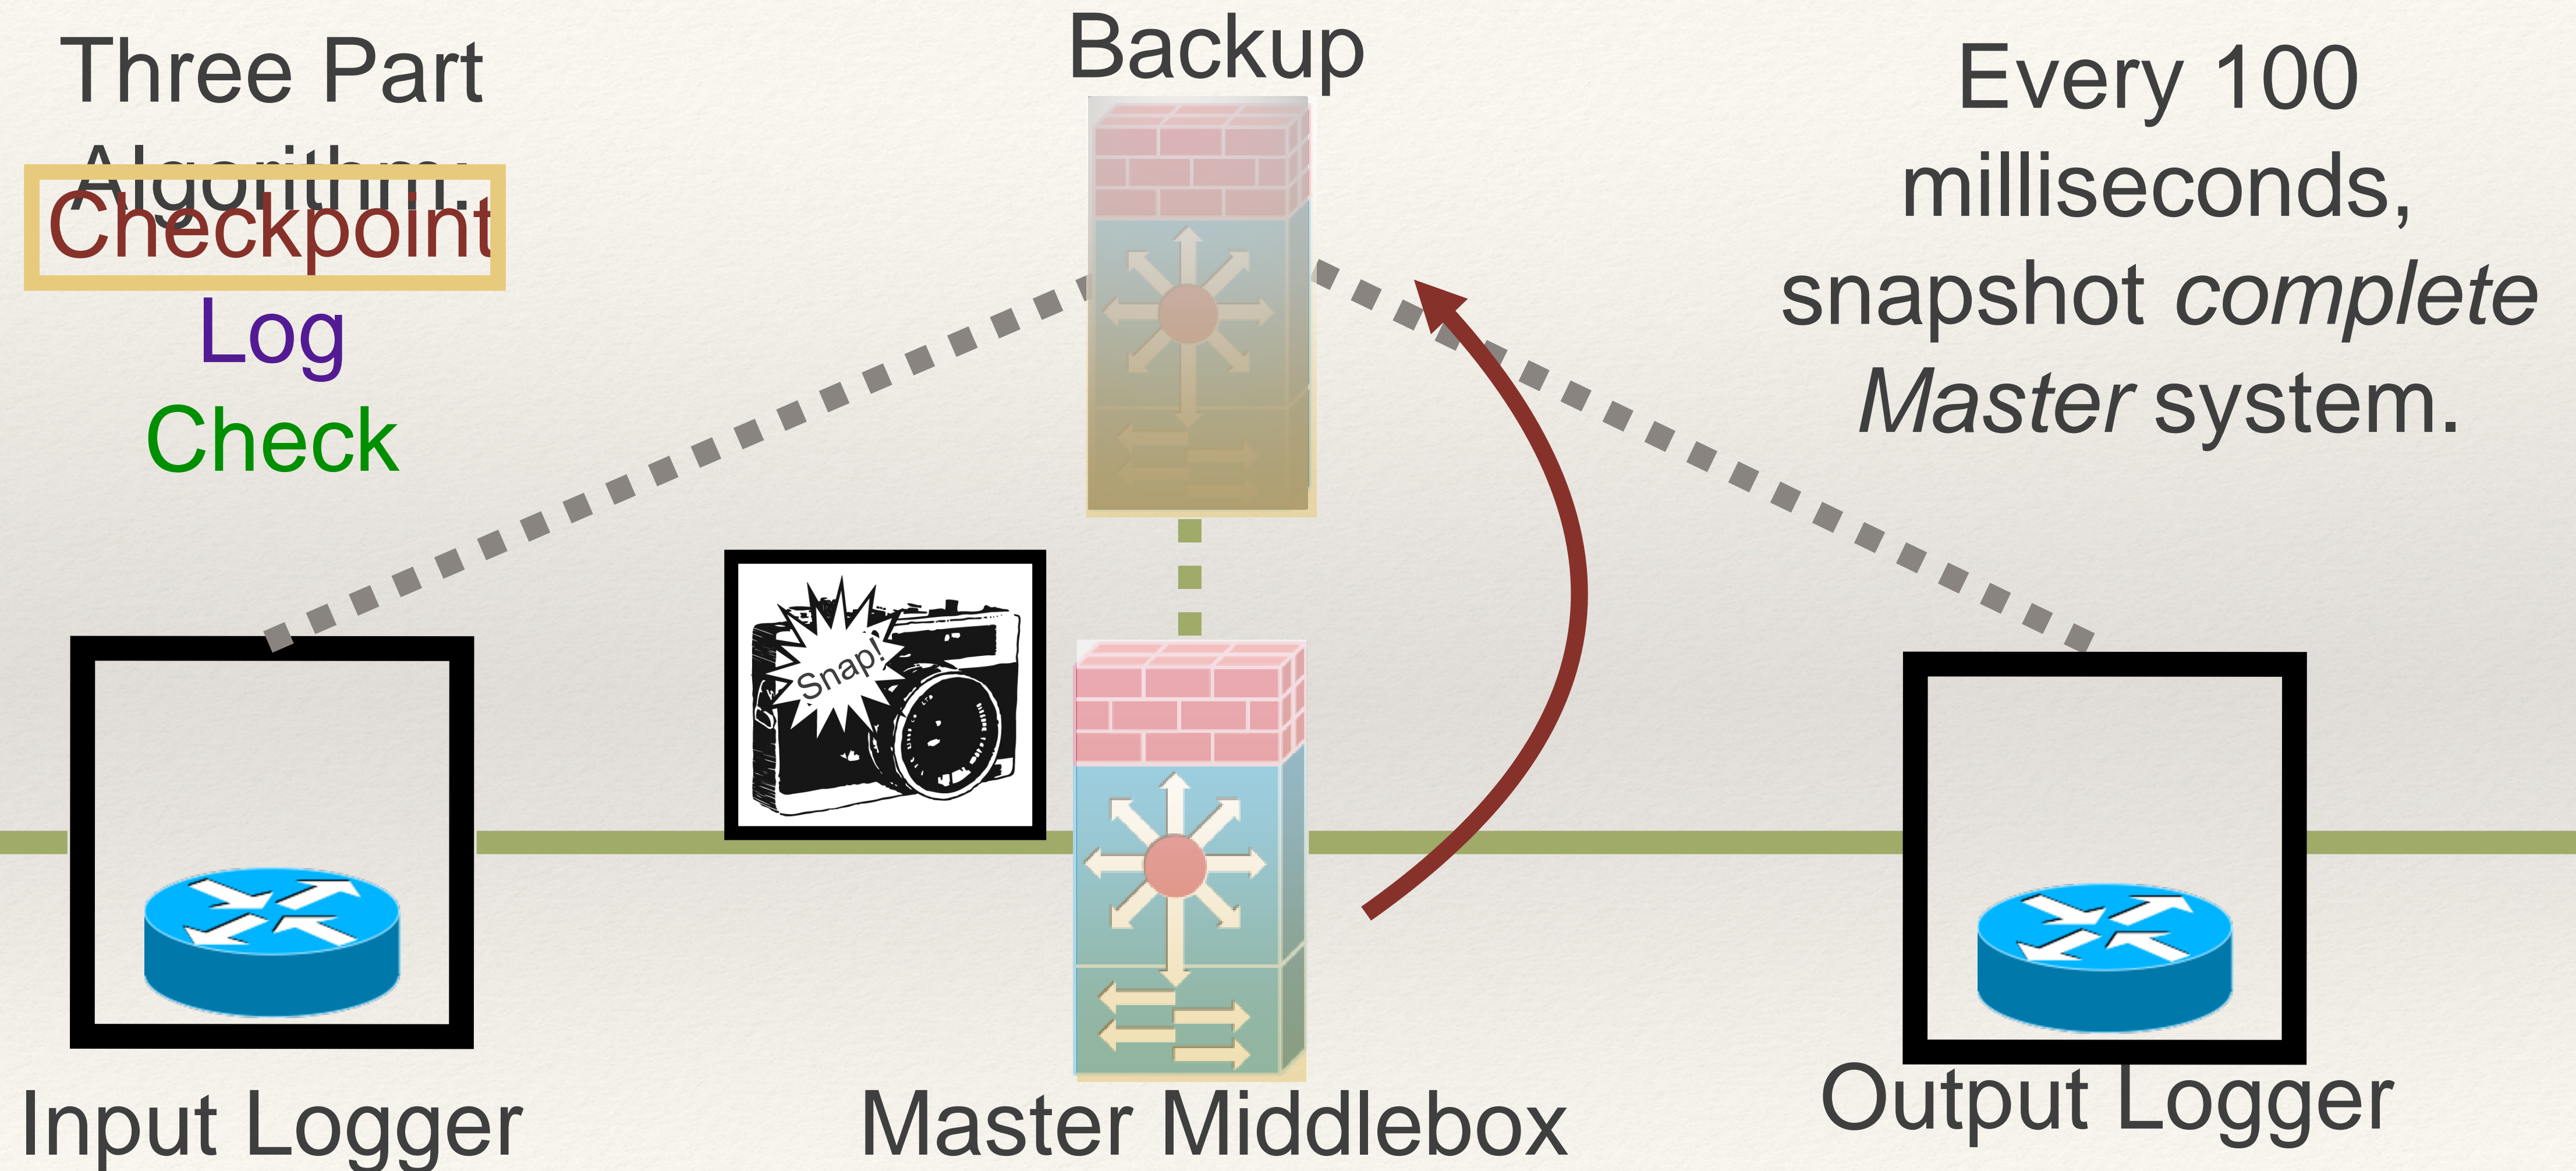 Three Part
Algorithm:
Checkpoint
Log
Check
Backup
Every 100
milliseconds,
snapshot complete
Master system.
Snap!
Input Logger
Master Middlebox
Output Logger